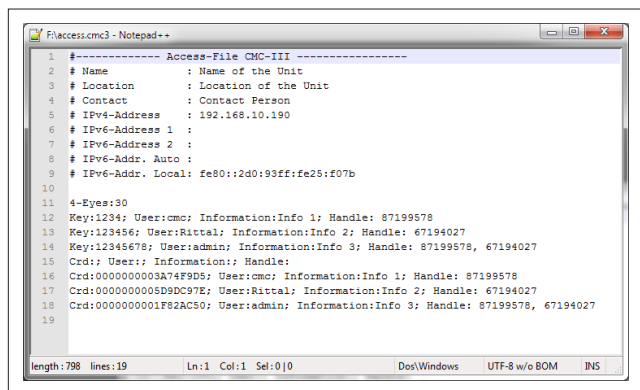 F:\access.cmc3 - Notepad++
1 #------------- Access-File CMC-III -----------------
2 # Name : Name of the Unit
3 # Location : Location of the Unit
4 # Contact : Contact Person
5 # IPv4-Address : 192.168.10.190
6 # IPv6-Address 1 :
7 # IPv6-Address 2 :
8 # IPv6-Addr. Auto :
9 # IPv6-Addr. Local: fe80::2d0:93ff:fe25:f07b
10
11 4-Eyes:30
12 Key:1234; User:cmc; Information:Info 1; Handle: 87199578
13 Key:123456; User:Rittal; Information:Info 2; Handle: 67194027
14 Key:12345678; User:admin; Information:Info 3; Handle: 87199578, 67194027
15 Crd:; User:; Information:; Handle:
16 Crd:0000000003A74F9D5; User:cmc; Information:Info 1; Handle: 87199578
17 Crd:0000000005D9DC97E; User:Rittal; Information:Info 2; Handle: 67194027
18 Crd:0000000001F82AC50; User:admin; Information:Info 3; Handle: 87199578, 67194027
19
length : 798 lines : 19 Ln : 1 Col : 1 Sel : 0 | 0 Dos\Windows UTF-8 w/o BOM INS